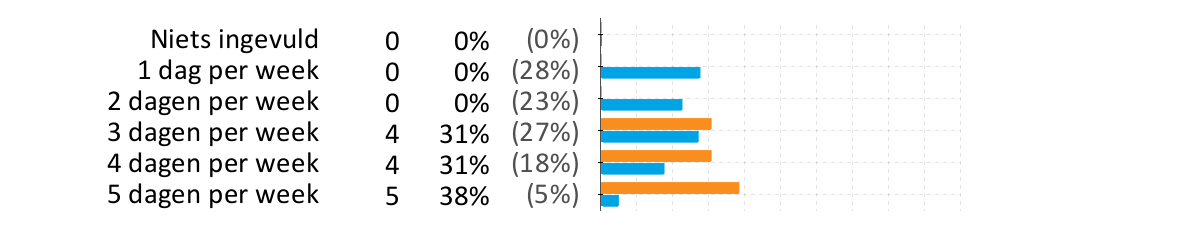 Niets ingevuld 0 0% (0%)
1 dag per week 0 0% (28%)
2 dagen per week 0 0% (23%)
3 dagen per week 4 31% (27%)
4 dagen per week 4 31% (18%)
5 dagen per week 5 38% (5%)